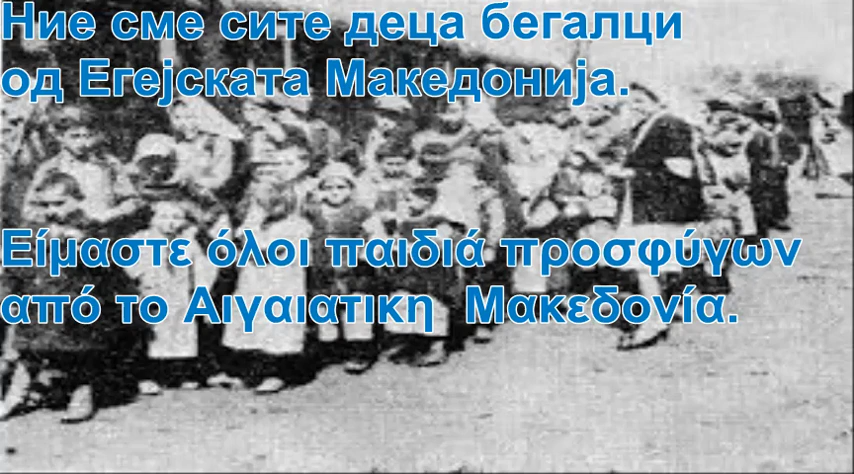 Ние сме сите деца бегалци
од Егејската Македонија.
Είμαστε όλοι παιδιά προσφύγων
από το Αιγαιατικη Μακεδονία.